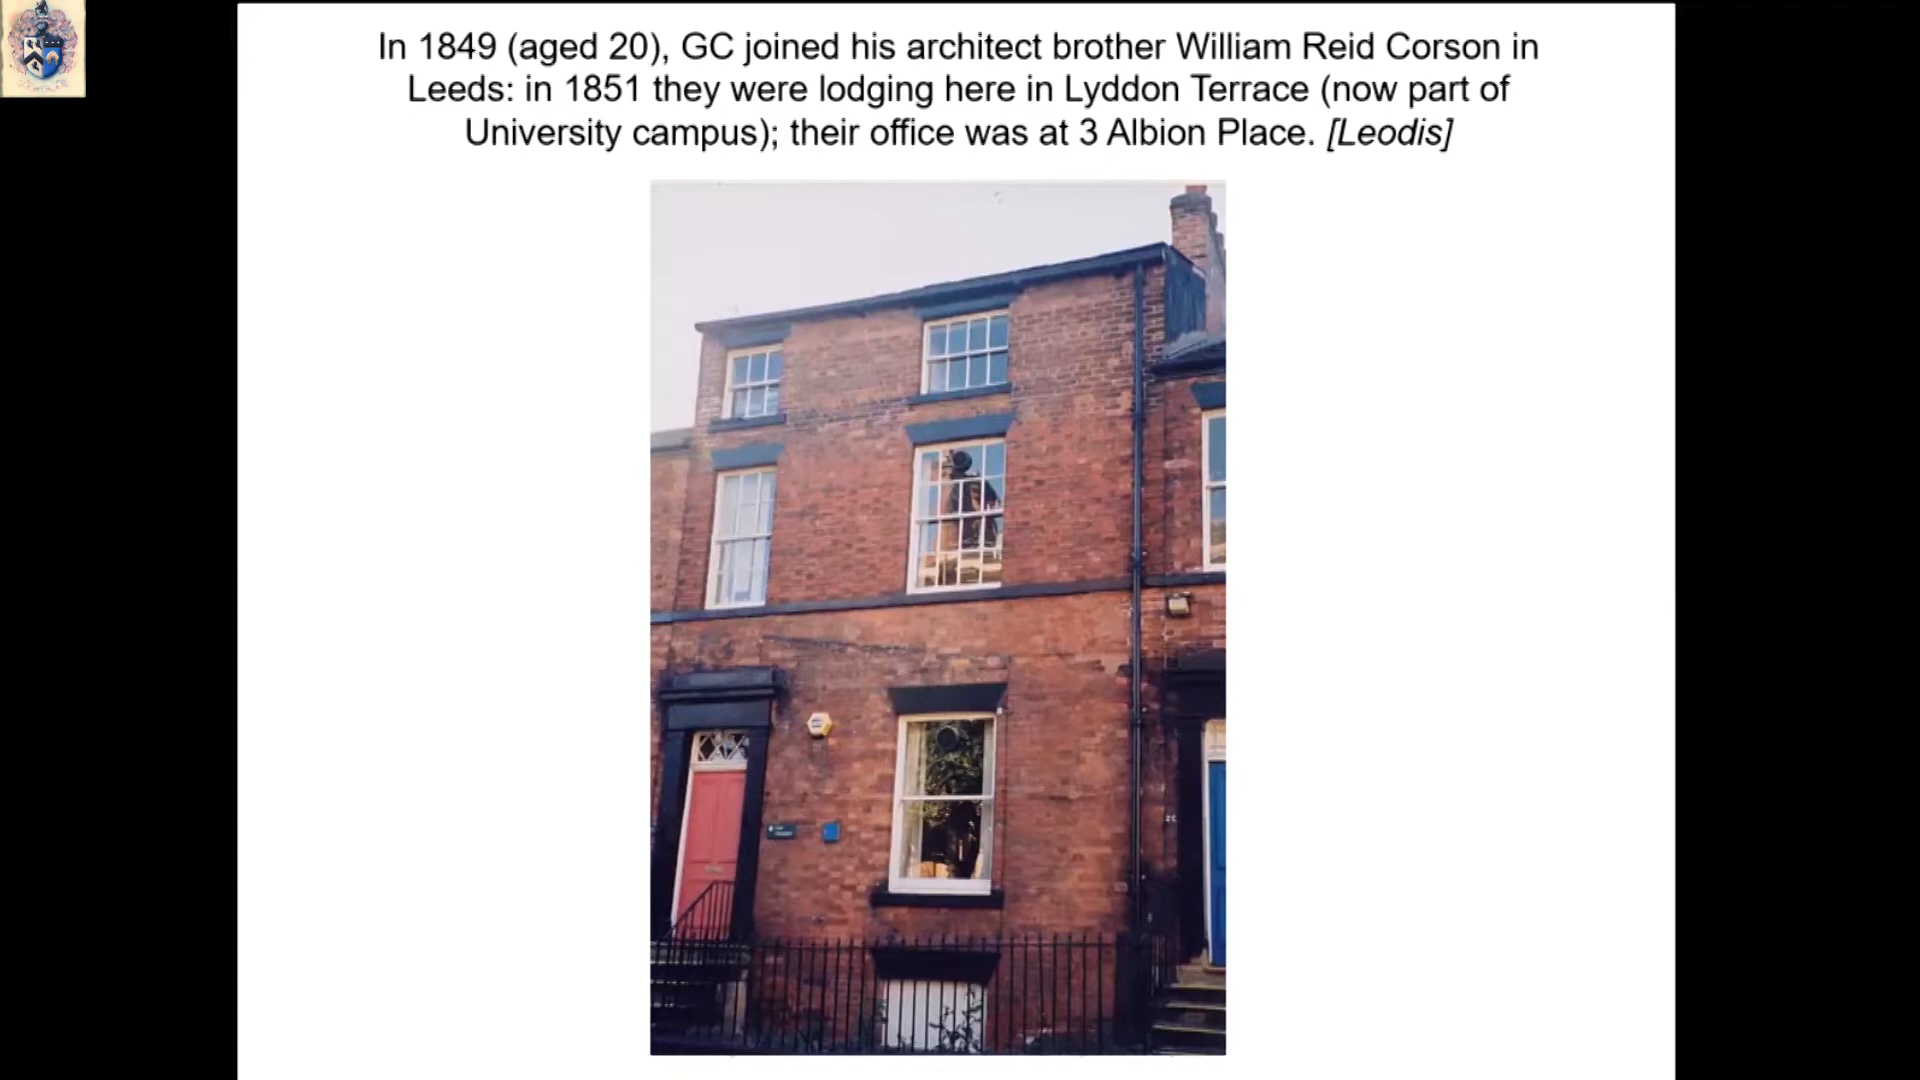 In 1849 (aged 20), GC joined his architect brother William Reid Corson in
Leeds: in 1851 they were lodging here in Lyddon Terrace (now part of
University campus); their office was at 3 Albion Place. [Leodis]